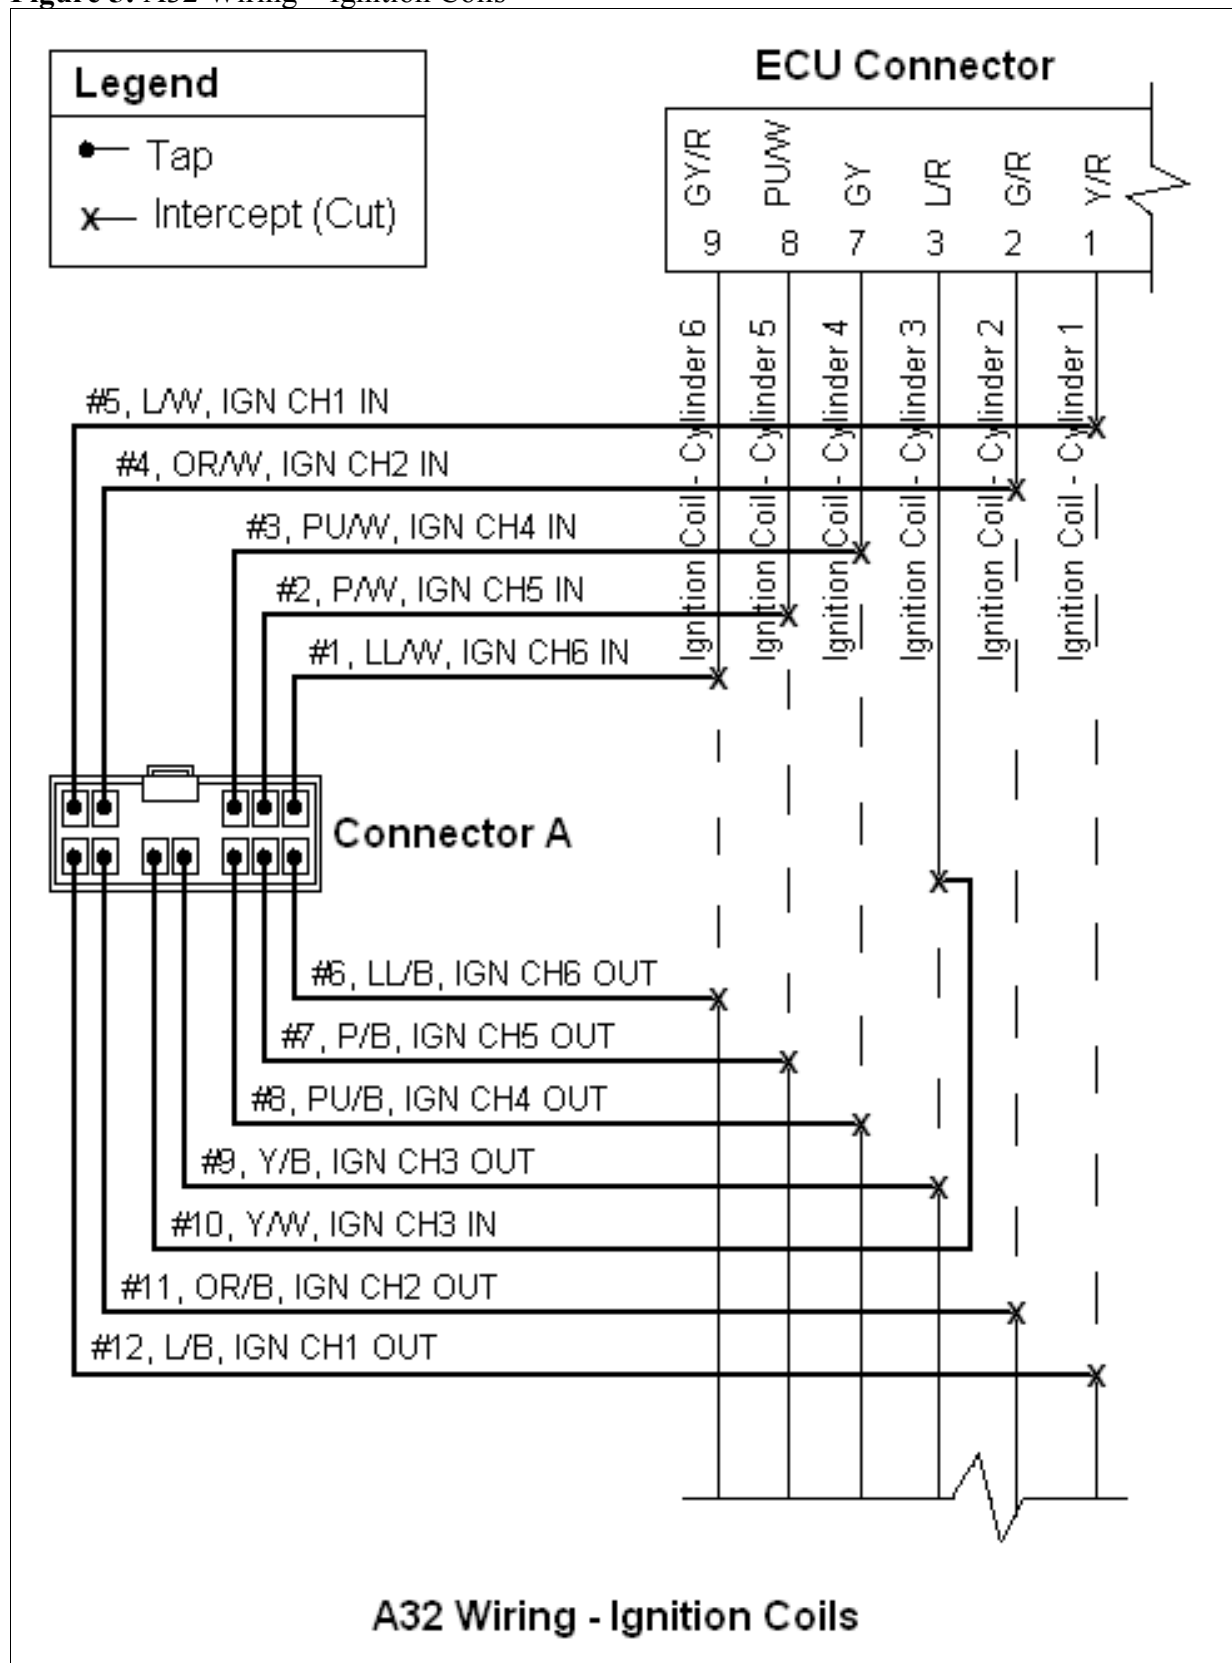 Figure 3. A32 Wiring – Ignition Coils
Legend
Tap
Intercept (Cut)
ECU Connector
GY/R
PU/W
GY
L/R
G/R
Y/R
9
8
7
3
2
1
Ignition Coil - Cylinder 6
Ignition Coil - Cylinder 5
Ignition Coil - Cylinder 4
Ignition Coil - Cylinder 3
Ignition Coil - Cylinder 2
Ignition Coil - Cylinder 1
#5, L/W, IGN CH1 IN
#4, OR/W, IGN CH2 IN
#3, PU/W, IGN CH4 IN
#2, P/W, IGN CH5 IN
#1, LL/W, IGN CH6 IN
Connector A
#6, LL/B, IGN CH6 OUT
#7, P/B, IGN CH5 OUT
#8, PU/B, IGN CH4 OUT
#9, Y/B, IGN CH3 OUT
#10, Y/W, IGN CH3 IN
#11, OR/B, IGN CH2 OUT
#12, L/B, IGN CH1 OUT
A32 Wiring - Ignition Coils